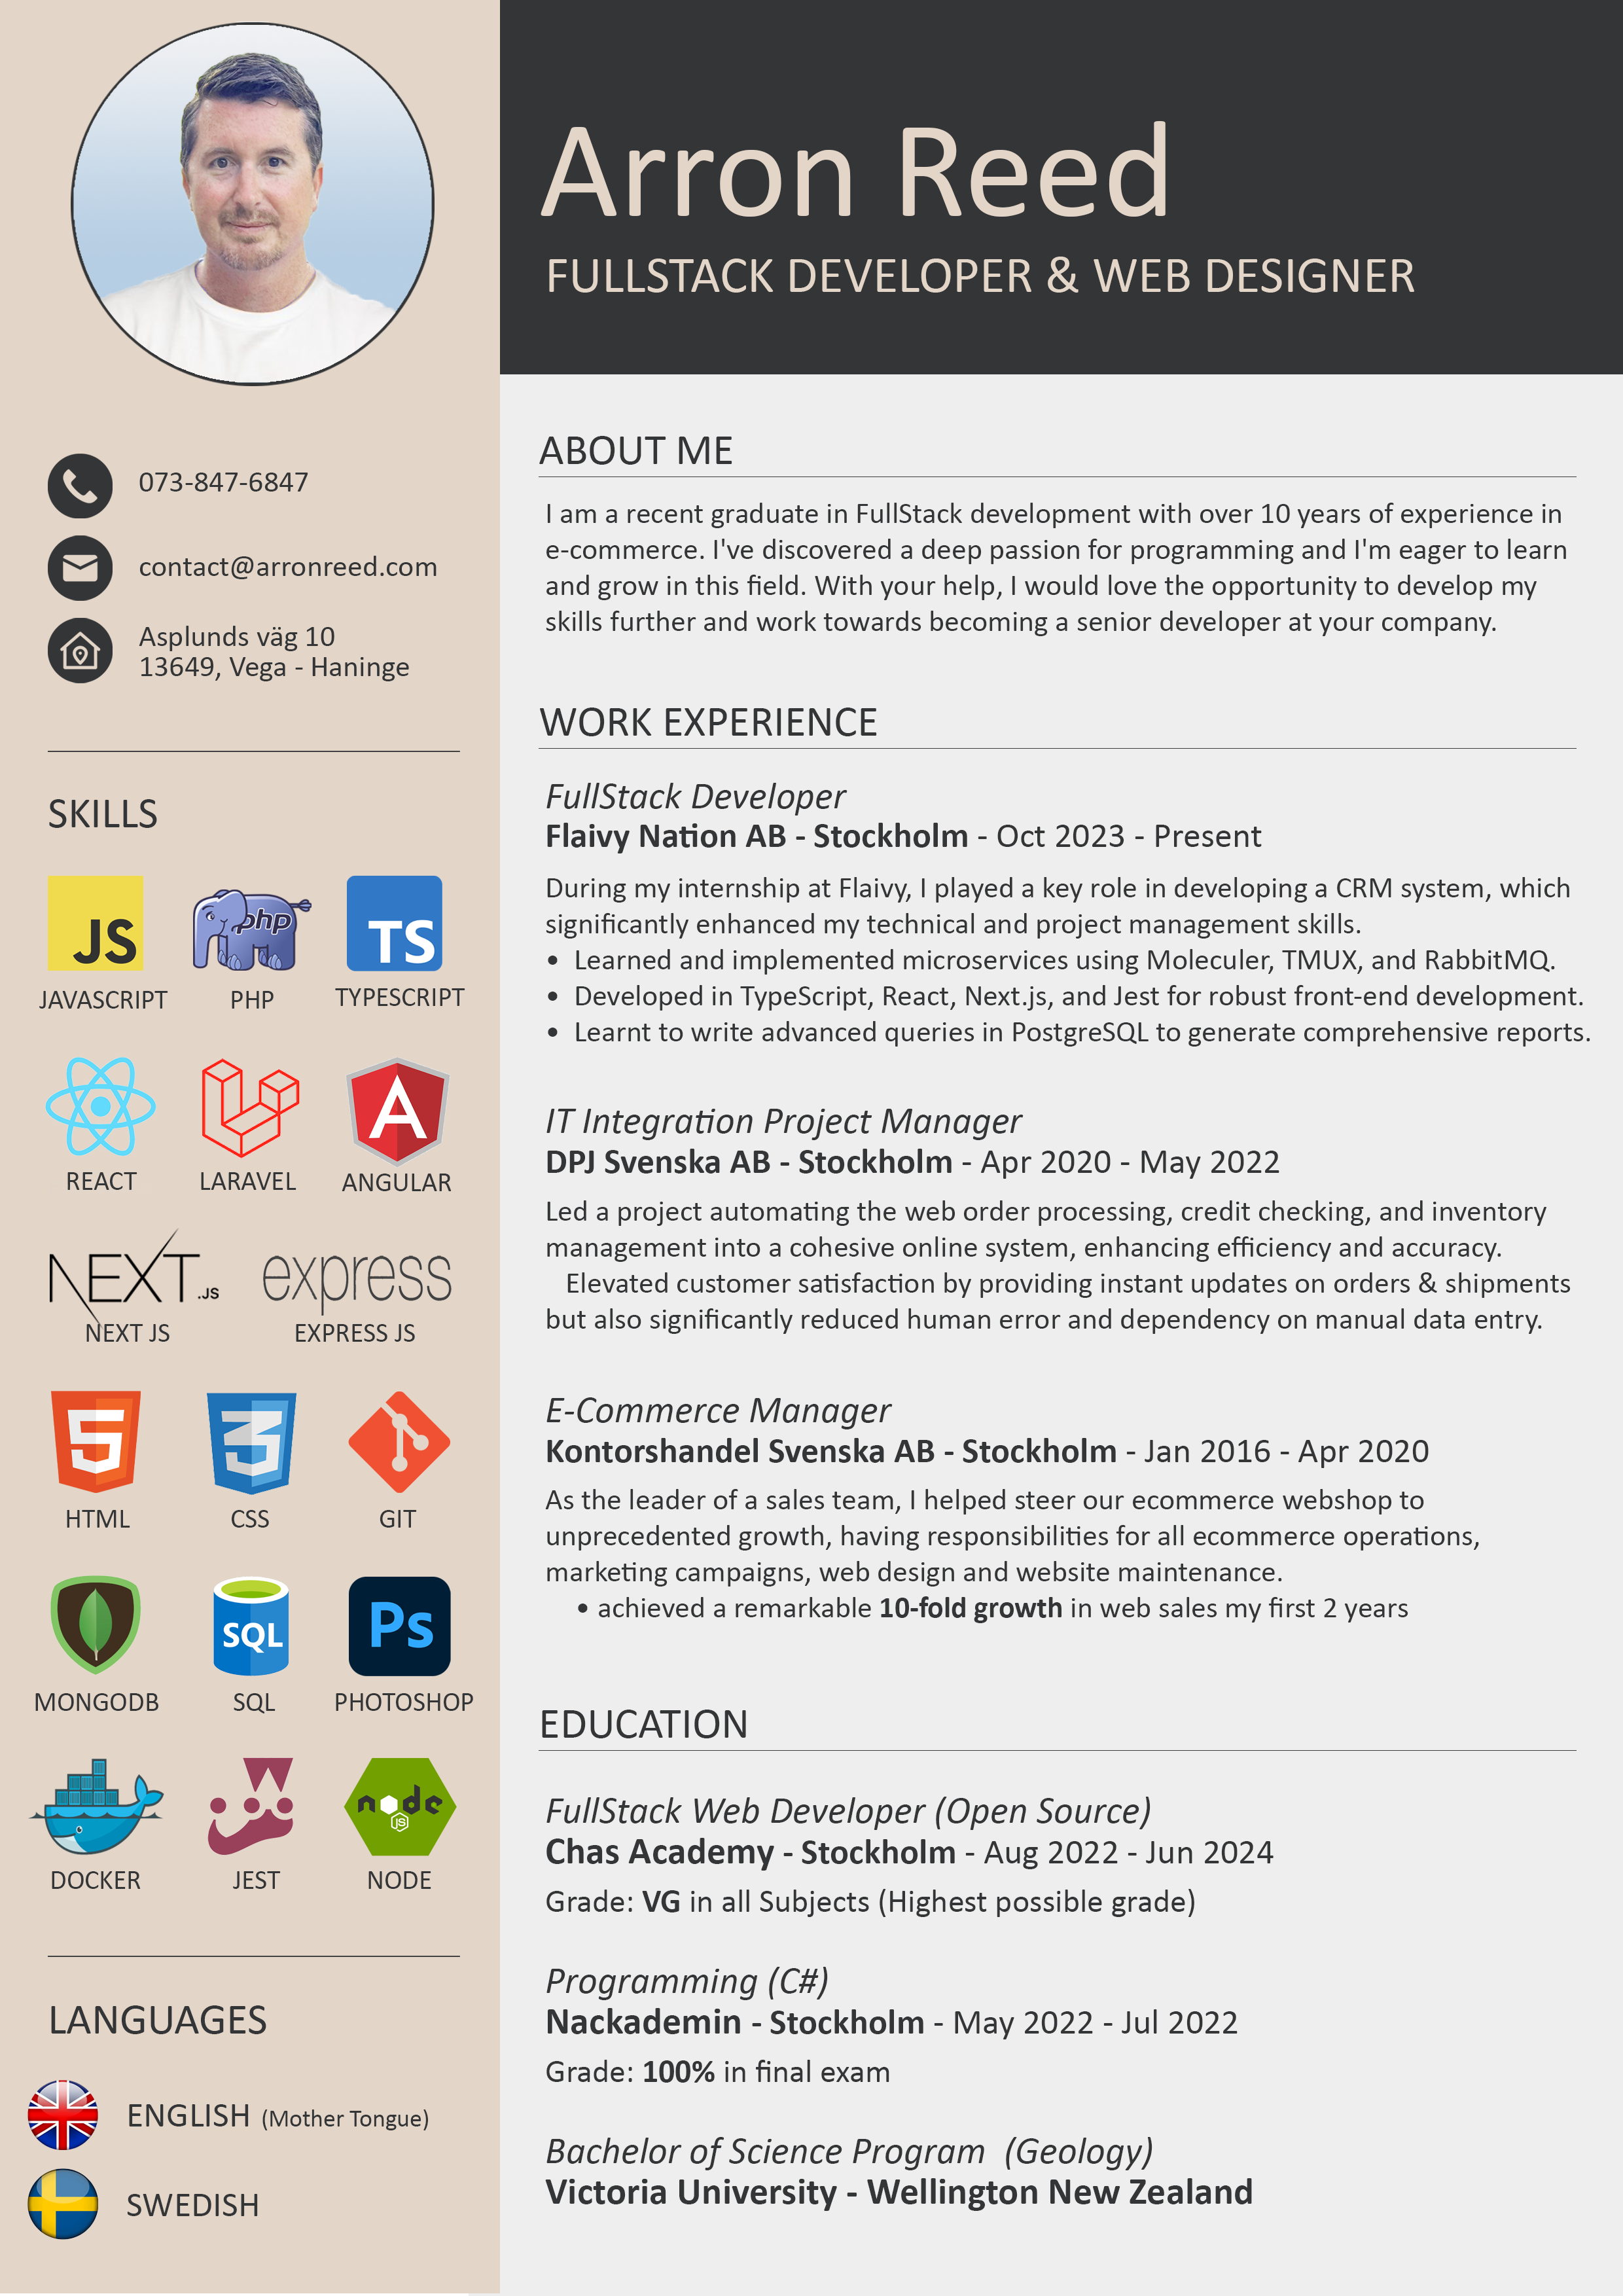 Arron Reed
FULLSTACK DEVELOPER & WEB DESIGNER
073-847-6847
contact@arronreed.com
Asplunds väg 10
13649, Vega - Haninge
SKILLS
JS
php
TS
JAVASCRIPT
PHP
TYPESCRIPT
REACT
LARAVEL
A
ANGULAR
NEXT.JS
express
NEXT JS
EXPRESS JS
5
3
HTML
CSS
GIT
SQL
Ps
MONGODB
SQL
PHOTOSHOP
node
JS
DOCKER
JEST
NODE
LANGUAGES
ENGLISH (Mother Tongue)
SWEDISH
ABOUT ME
I am a recent graduate in FullStack development with over 10 years of experience in
e-commerce. I've discovered a deep passion for programming and I'm eager to learn
and grow in this field. With your help, I would love the opportunity to develop my
skills further and work towards becoming a senior developer at your company.
WORK EXPERIENCE
FullStack Developer
Flaivy Nation AB - Stockholm - Oct 2023 - Present
During my internship at Flaivy, I played a key role in developing a CRM system, which
significantly enhanced my technical and project management skills.
• Learned and implemented microservices using Moleculer, TMUX, and RabbitMQ.
• Developed in TypeScript, React, Next.js, and Jest for robust front-end development.
• Learnt to write advanced queries in PostgreSQL to generate comprehensive reports.
IT Integration Project Manager
DPJ Svenska AB - Stockholm - Apr 2020 - May 2022
Led a project automating the web order processing, credit checking, and inventory
management into a cohesive online system, enhancing efficiency and accuracy.
Elevated customer satisfaction by providing instant updates on orders & shipments
but also significantly reduced human error and dependency on manual data entry.
E-Commerce Manager
Kontorshandel Svenska AB - Stockholm - Jan 2016 - Apr 2020
As the leader of a sales team, I helped steer our ecommerce webshop to
unprecedented growth, having responsibilities for all ecommerce operations,
marketing campaigns, web design and website maintenance.
• achieved a remarkable 10-fold growth in web sales my first 2 years
EDUCATION
FullStack Web Developer (Open Source)
Chas Academy - Stockholm - Aug 2022 - Jun 2024
Grade: VG in all Subjects (Highest possible grade)
Programming (C#)
Nackademin - Stockholm - May 2022 - Jul 2022
Grade: 100% in final exam
Bachelor of Science Program (Geology)
Victoria University - Wellington New Zealand